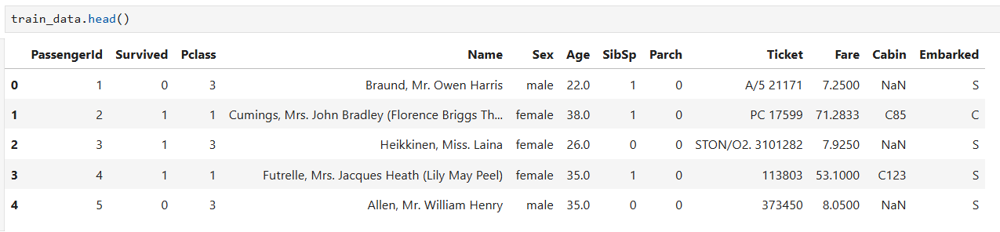 train_data.head()
PassengerId Survived Pclass Name Sex Age SibSp Parch Ticket Fare Cabin Embarked
0 1 0 3 Braund, Mr. Owen Harris male 22.0 1 0 A/5 21171 7.2500 NaN S
1 2 1 1 Cumings, Mrs. John Bradley (Florence Briggs Th... female 38.0 1 0 PC 17599 71.2833 C85 C
2 3 1 3 Heikkinen, Miss. Laina female 26.0 0 0 STON/O2. 3101282 7.9250 NaN S
3 4 1 1 Futrelle, Mrs. Jacques Heath (Lily May Peel) female 35.0 1 0 113803 53.1000 C123 S
4 5 0 3 Allen, Mr. William Henry male 35.0 0 0 373450 8.0500 NaN S